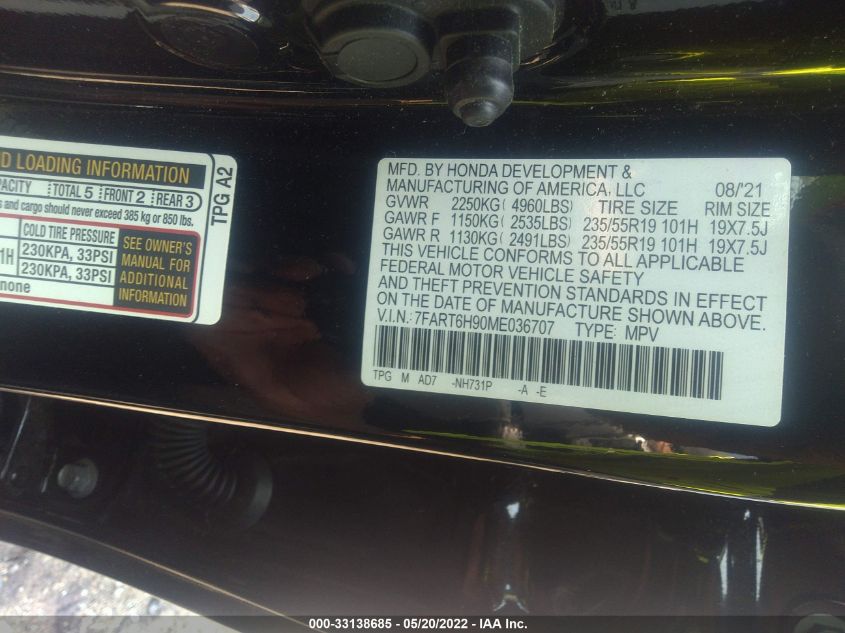 D LOADING INFORMATION
PACITY TOTAL 5 FRONT 2 REAR 3
s and cargo should never exceed 385 kg or 850 lbs.
COLD TIRE PRESSURE
1H 230KPA, 33PSI
230KPA, 33PSI
none
SEE OWNER'S
MANUAL FOR
ADDITIONAL
INFORMATION
TPG A2
MFD. BY HONDA DEVELOPMENT &
MANUFACTURING OF AMERICA, LLC 08/'21
GVWR 2250KG ( 4960LBS) TIRE SIZE RIM SIZE
GAWR F 1150KG ( 2535LBS) 235/55R19 101H 19X7.5J
GAWR R 1130KG ( 2491LBS) 235/55R19 101H 19X7.5J
THIS VEHICLE CONFORMS TO ALL APPLICABLE
FEDERAL MOTOR VEHICLE SAFETY
AND THEFT PREVENTION STANDARDS IN EFFECT
ON THE DATE OF MANUFACTURE SHOWN ABOVE.
V.I.N.: 7FART6H90ME036707 TYPE: MPV
TPG M AD7 -NH731P -A -E
000-33138685 - 05/20/2022 - IAA Inc.